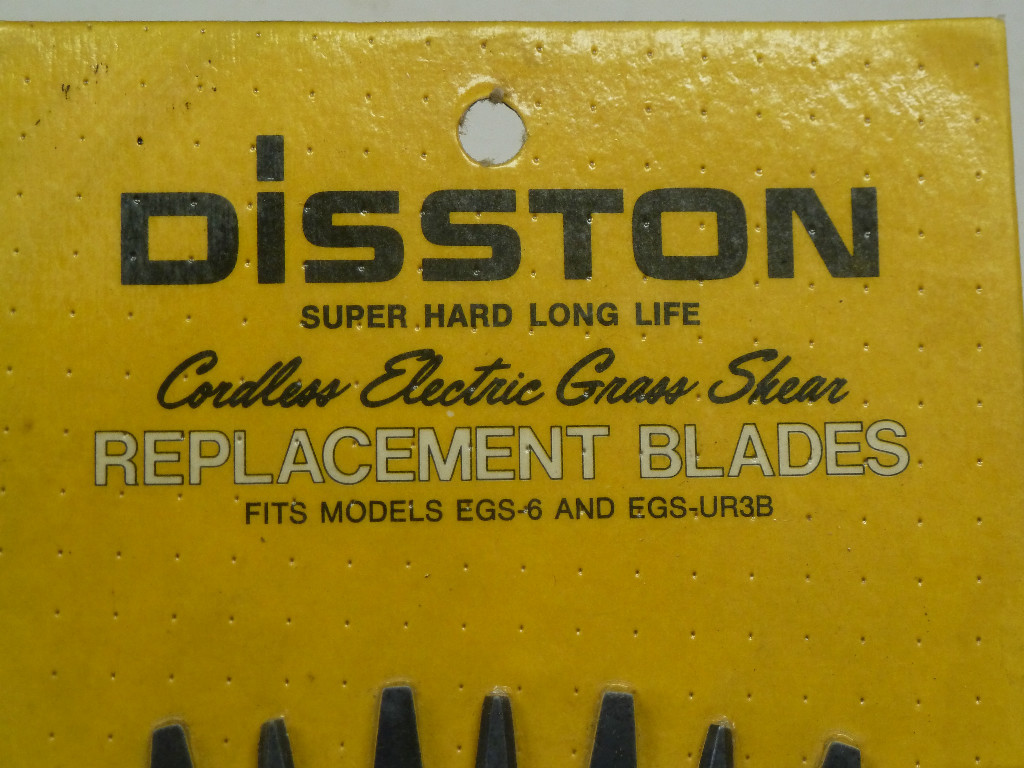 DiSSTON
SUPER HARD LONG LIFE
Cordless Electric Grass Shear
REPLACEMENT BLADES
FITS MODELS EGS-6 AND EGS-UR3B